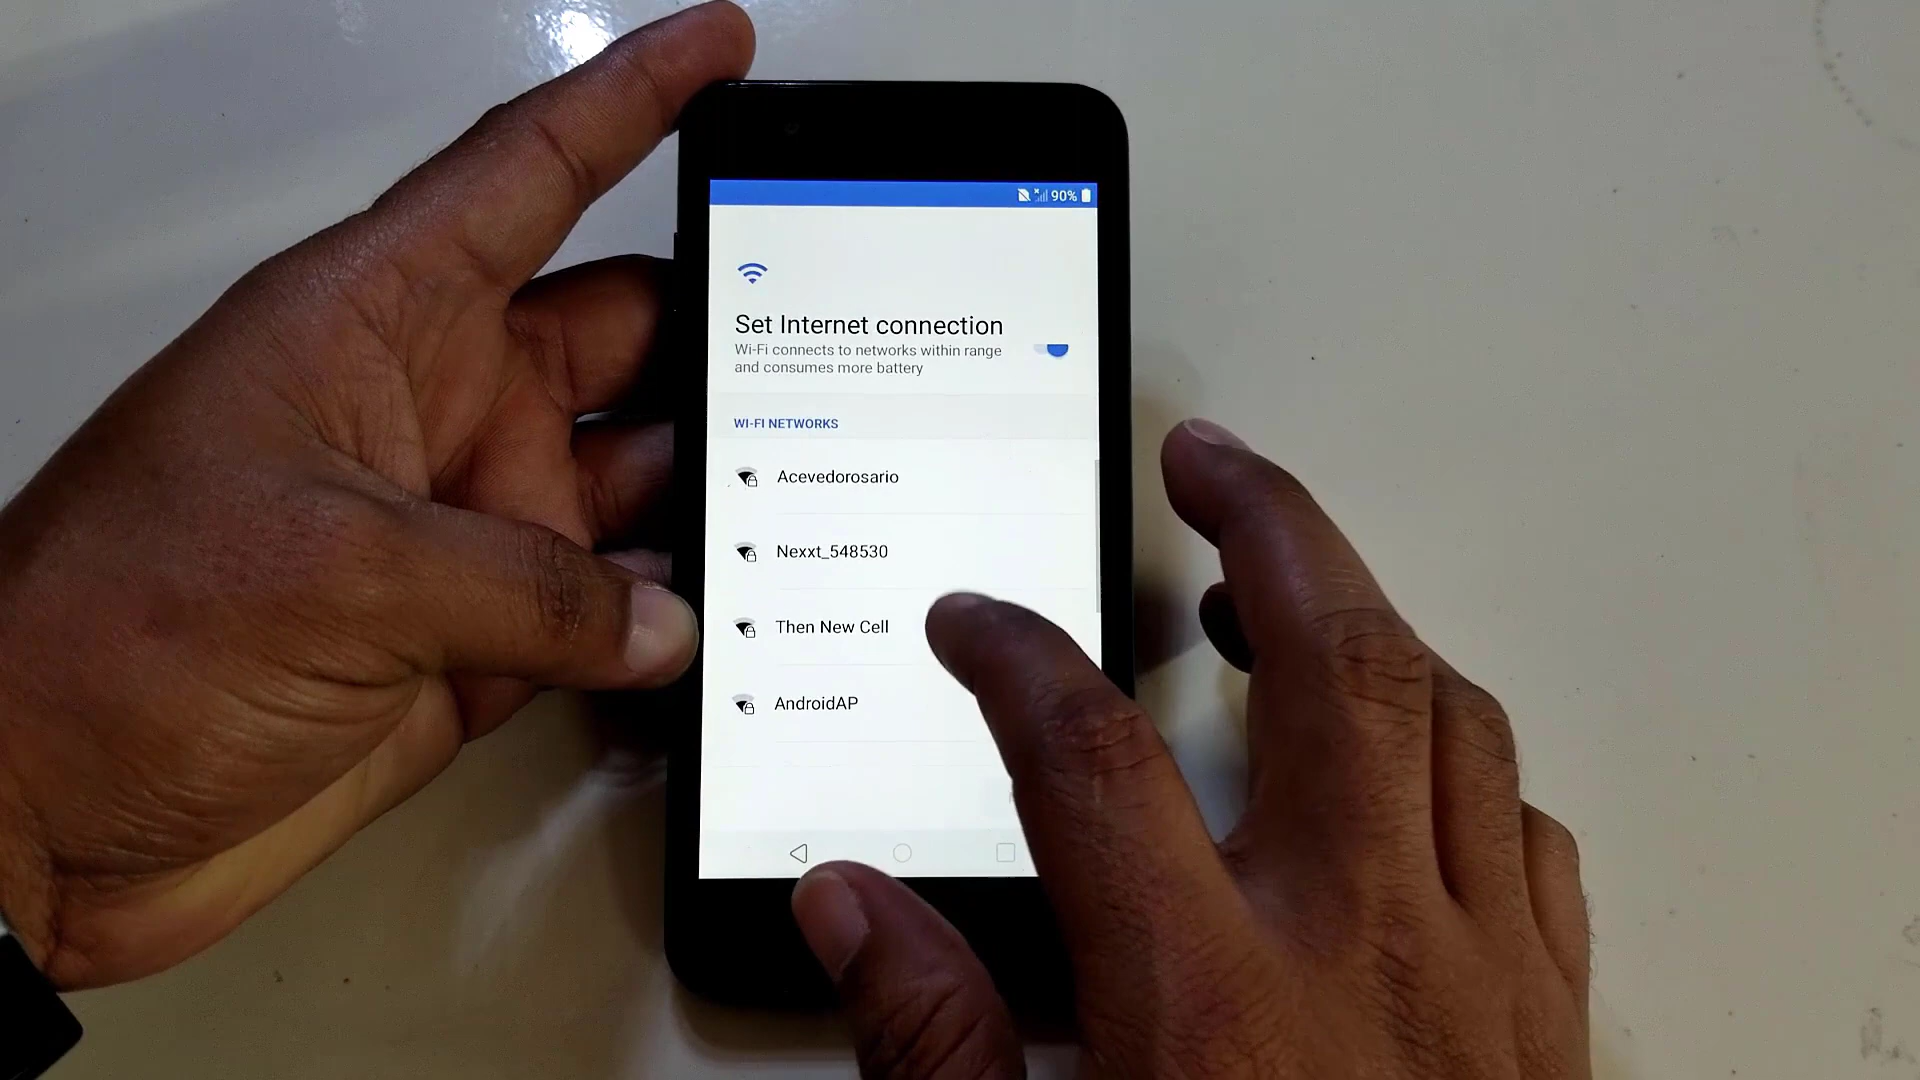 90%
Set Internet connection
Wi-Fi connects to networks within range
and consumes more battery
WI-FI NETWORKS
Acevedorosario
Nexxt_548530
Then New Cell
AndroidAP